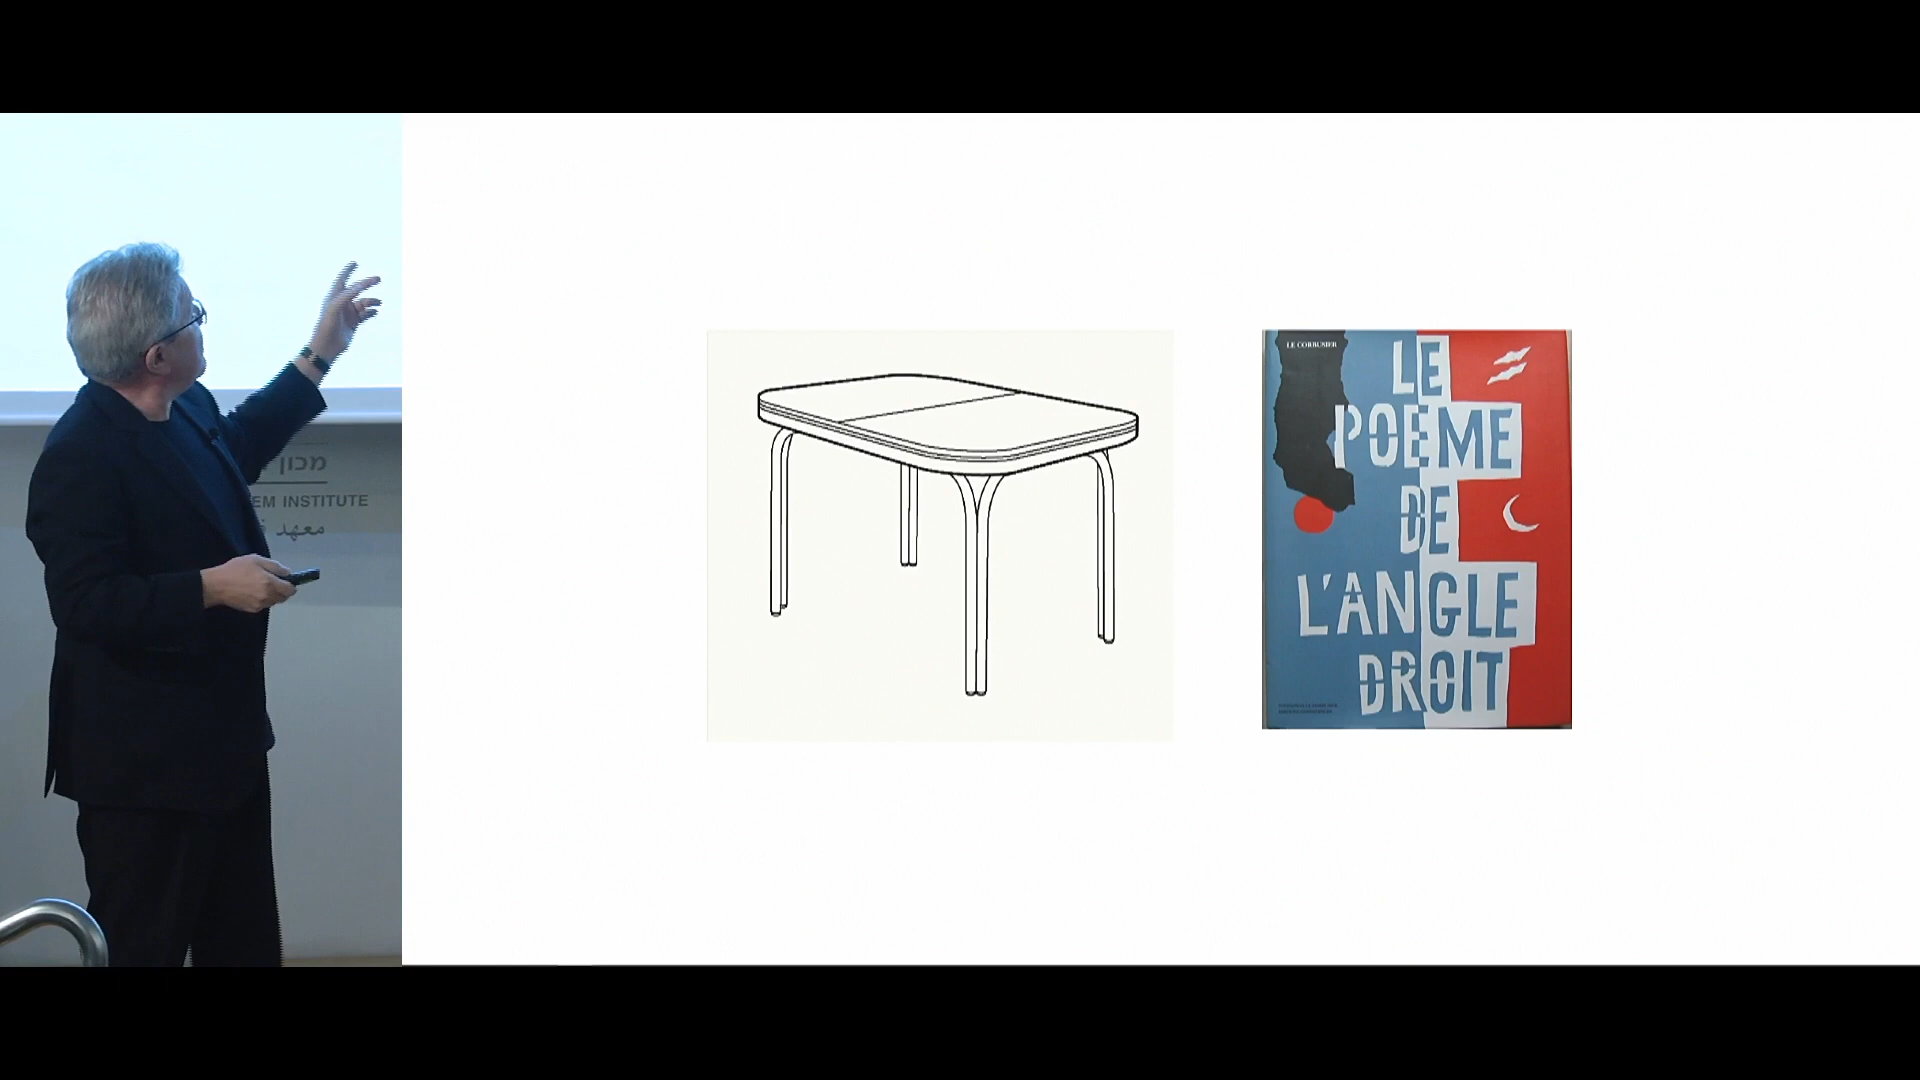 מכון
EM INSTITUTE
معهد
LE CORBUSIER
LE
POEME
DE
L'ANGLE
DROIT